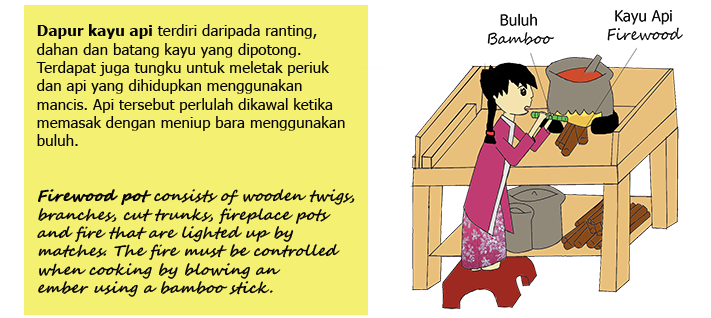 Dapur kayu api terdiri daripada ranting,
dahan dan batang kayu yang dipotong.
Terdapat juga tungku untuk meletak periuk
dan api yang dihidupkan menggunakan
mancis. Api tersebut perlulah dikawal ketika
memasak dengan meniup bara menggunakan
buluh.
Firewood pot consists of wooden twigs,
branches, cut trunks, fireplace pots
and fire that are lighted up by
matches. The fire must be controlled
when cooking by blowing an
ember using a bamboo stick.
Buluh
Bamboo
Kayu Api
Firewood